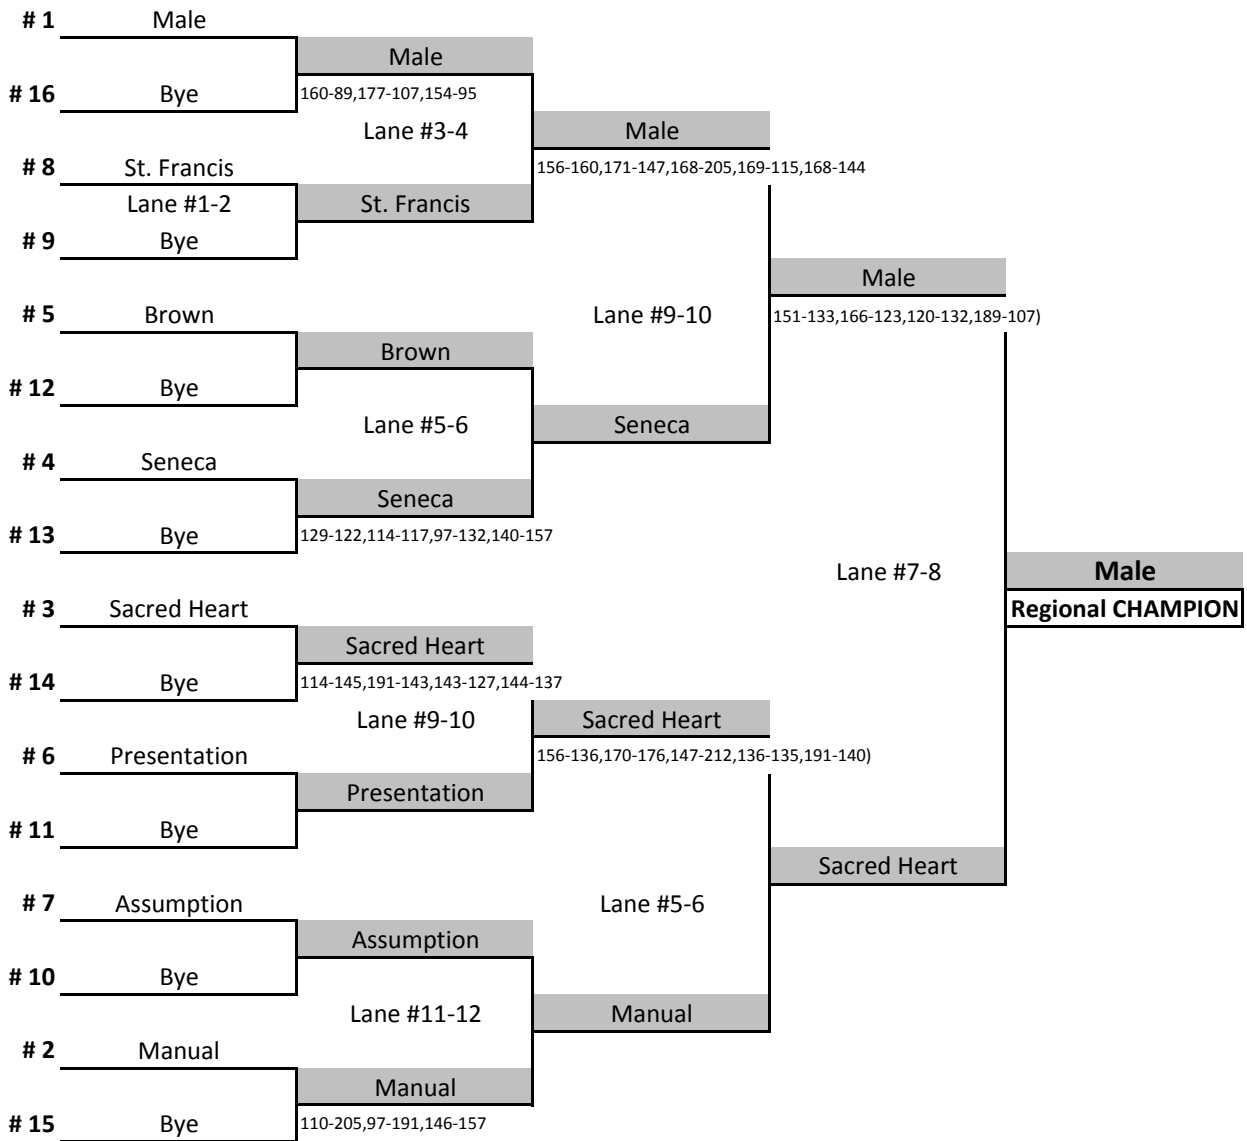 # 1 Male
Male
# 16 Bye 160-89,177-107,154-95
Lane #3-4 Male
# 8 St. Francis 156-160,171-147,168-205,169-115,168-144
Lane #1-2 St. Francis
# 9 Bye
Male
# 5 Brown Lane #9-10 151-133,166-123,120-132,189-107)
Brown
# 12 Bye
Lane #5-6 Seneca
# 4 Seneca
Seneca
# 13 Bye 129-122,114-117,97-132,140-157
Lane #7-8 Male
# 3 Sacred Heart Regional CHAMPION
Sacred Heart
# 14 Bye 114-145,191-143,143-127,144-137
Lane #9-10 Sacred Heart
# 6 Presentation 156-136,170-176,147-212,136-135,191-140)
Presentation
# 11 Bye
Sacred Heart
# 7 Assumption Lane #5-6
Assumption
# 10 Bye
Lane #11-12 Manual
# 2 Manual
Manual
# 15 Bye 110-205,97-191,146-157